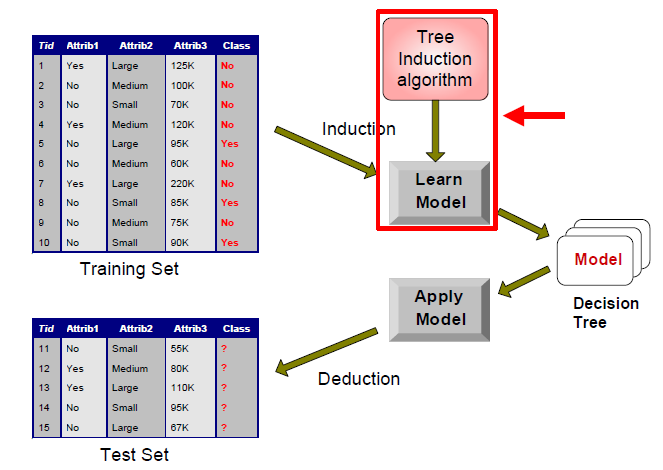 Tid Attrib1 Attrib2 Attrib3 Class
1 Yes Large 125K No
2 No Medium 100K No
3 No Small 70K No
4 Yes Medium 120K No
5 No Large 95K Yes
6 No Medium 60K No
7 Yes Large 220K No
8 No Small 85K Yes
9 No Medium 75K No
10 No Small 90K Yes
Training Set
Induction
Tree
Induction
algorithm
Learn
Model
Model
Decision
Tree
Apply
Model
Deduction
Tid Attrib1 Attrib2 Attrib3 Class
11 No Small 55K ?
12 Yes Medium 80K ?
13 Yes Large 110K ?
14 No Small 95K ?
15 No Large 67K ?
Test Set